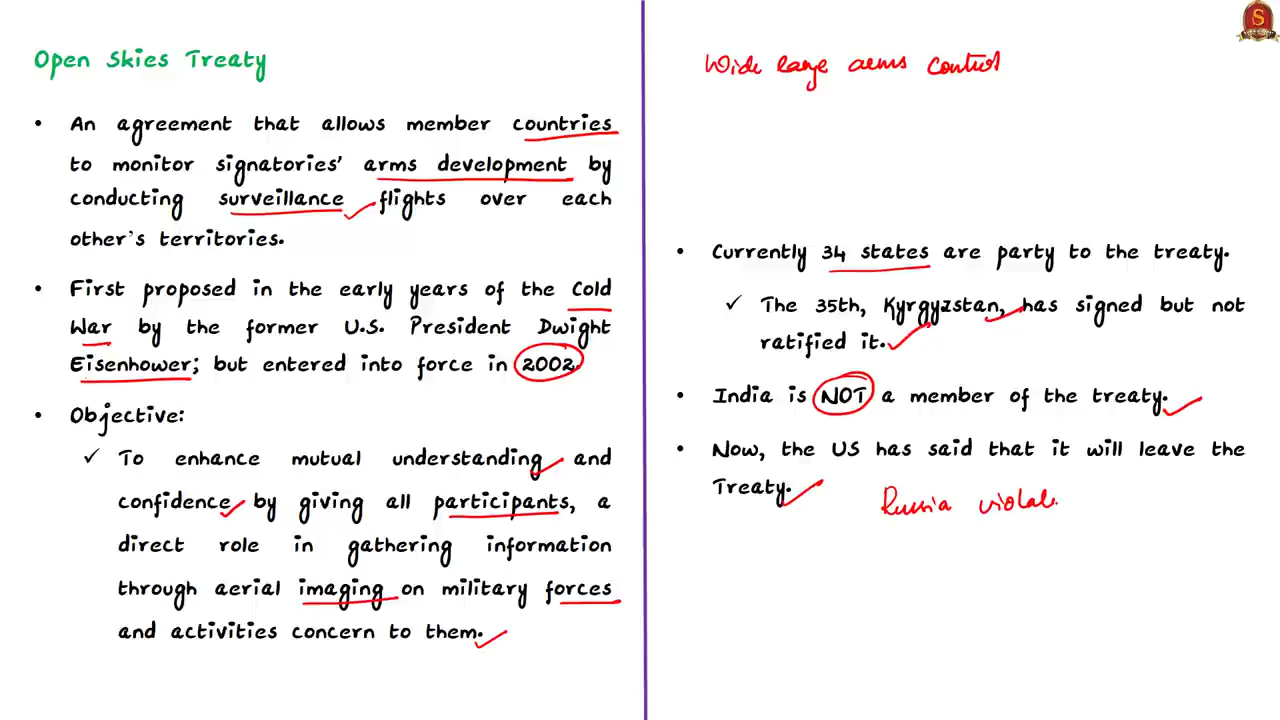 Open Skies Treaty
• An agreement that allows member countries
to monitor signatories' arms development by
conducting surveillance flights over each
other's territories.
• First proposed in the early years of the Cold
War by the former U.S. President Dwight
Eisenhower; but entered into force in 2002.
• Objective:
✓ To enhance mutual understanding and
confidence by giving all participants, a
direct role in gathering information
through aerial imaging on military forces
and activities concern to them.
Wide large arms control
• Currently 34 states are party to the treaty.
✓ The 35th, Kyrgyzstan, has signed but not
ratified it.
• India is NOT a member of the treaty.
• Now, the US has said that it will leave the
Treaty.
Russia
S